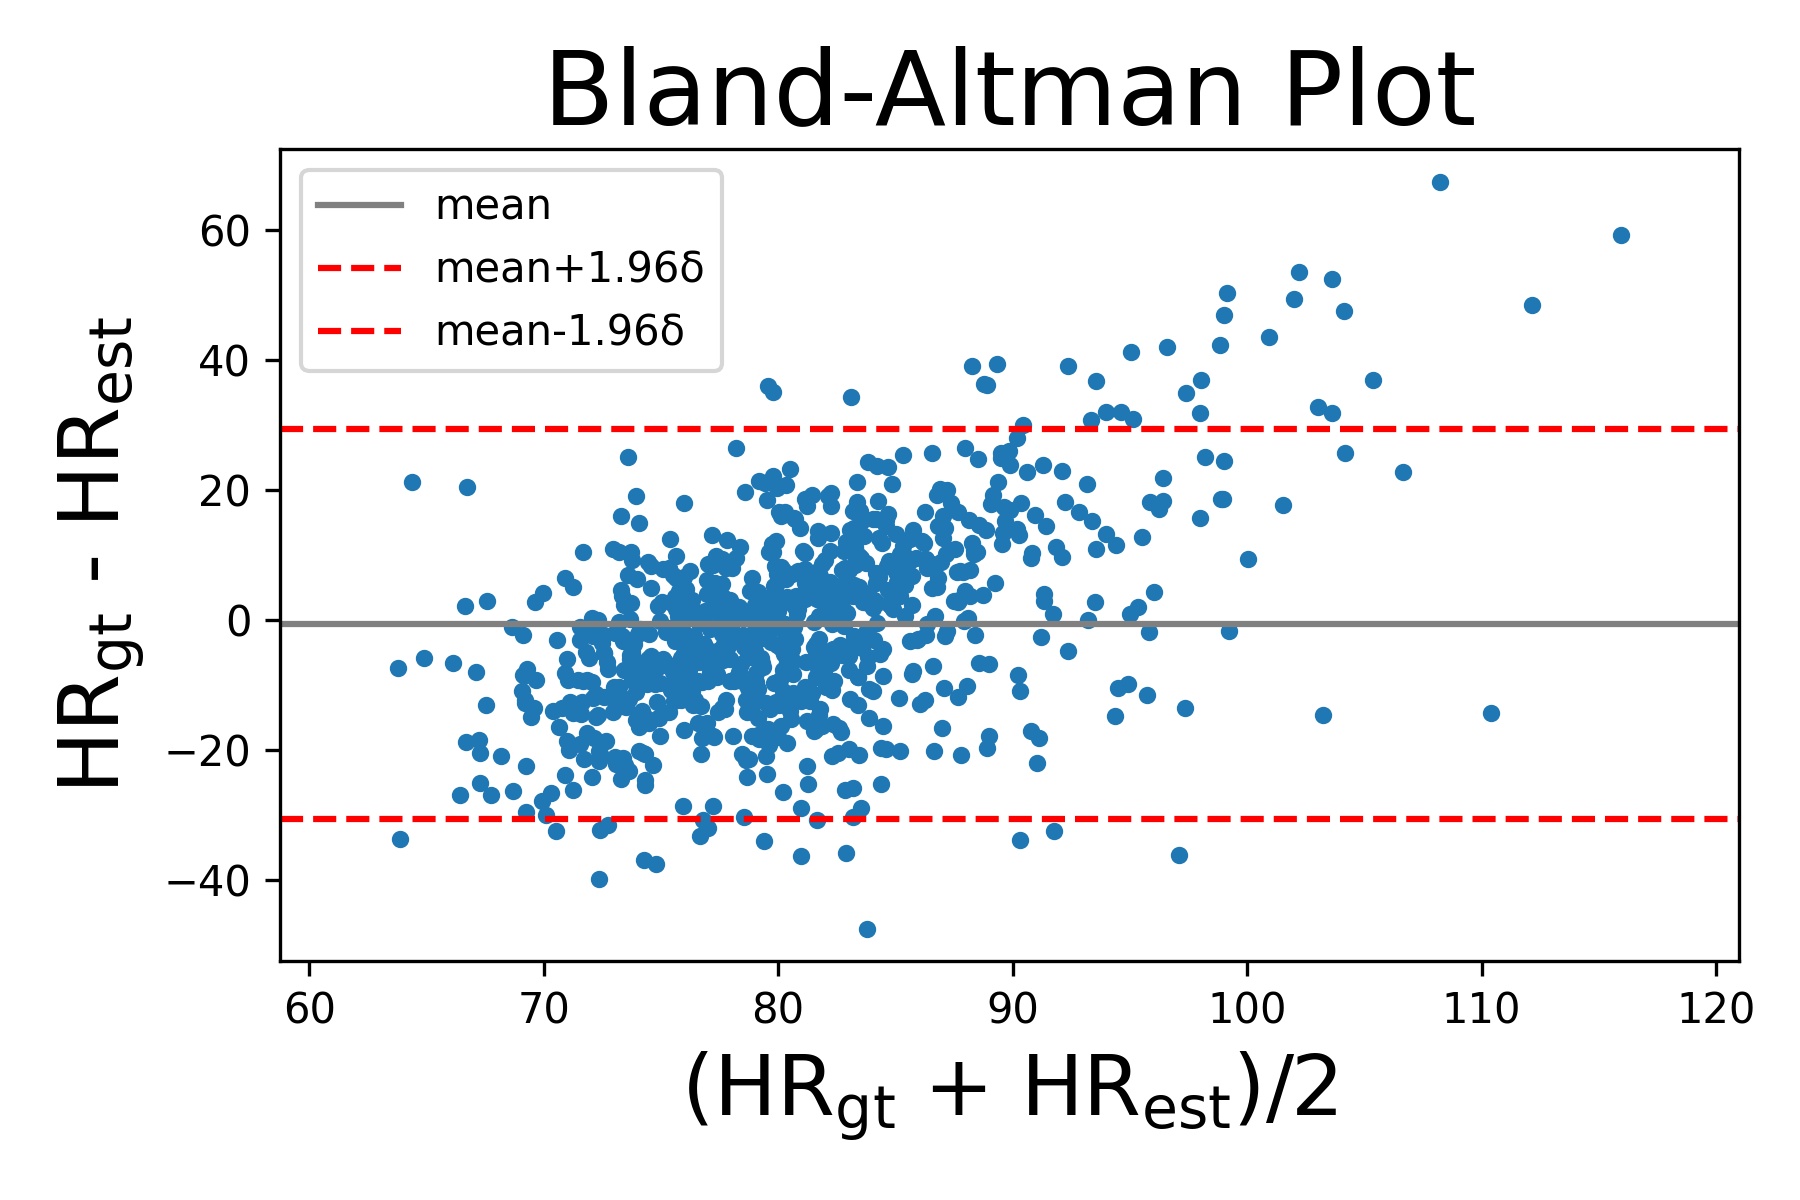 Bland-Altman Plot
mean
mean+1.96δ
mean-1.96δ
HRgt - HRest
60
40
20
0
−20
−40
60 70 80 90 100 110 120
(HRgt + HRest)/2